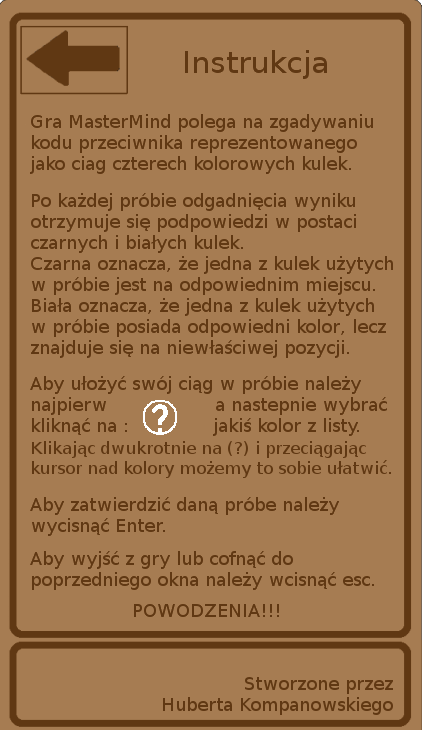 Instrukcja
Gra MasterMind polega na zgadywaniu
kodu przeciwnika reprezentowanego
jako ciag czterech kolorowych kulek.
Po każdej próbie odgadnięcia wyniku
otrzymuje się podpowiedzi w postaci
czarnych i białych kulek.
Czarna oznacza, że jedna z kulek użytych
w próbie jest na odpowiednim miejscu.
Biała oznacza, że jedna z kulek użytych
w próbie posiada odpowiedni kolor, lecz
znajduje się na niewłaściwej pozycji.
Aby ułożyć swój ciąg w próbie należy
najpierw a nastepnie wybrać
kliknąć na : ? jakiś kolor z listy.
Klikając dwukrotnie na (?) i przeciągając
kursor nad kolory możemy to sobie ułatwić.
Aby zatwierdzić daną próbe należy
wycisnąć Enter.
Aby wyjść z gry lub cofnąć do
poprzedniego okna należy wcisnąć esc.
POWODZENIA!!!
Stworzone przez
Huberta Kompanowskiego